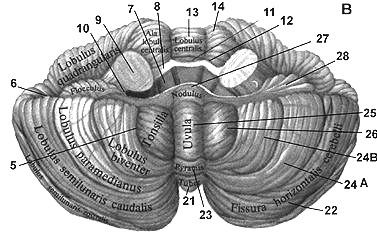 B
7
8
13
14
11
9
12
10
27
28
6
25
5
26
24B
24 A
21
23
22
Ala
lobuli
centralis
Lobulus
centralis
Lobulus
quadrangularis
Flocculus
Nodulus
Tonsilla
Uvula
Lobulus
biventer
Lobulus paramedianus
Lobulus semilunaris caudalis
Pyramis
Tuber
Fissura horizontalis cerebelli